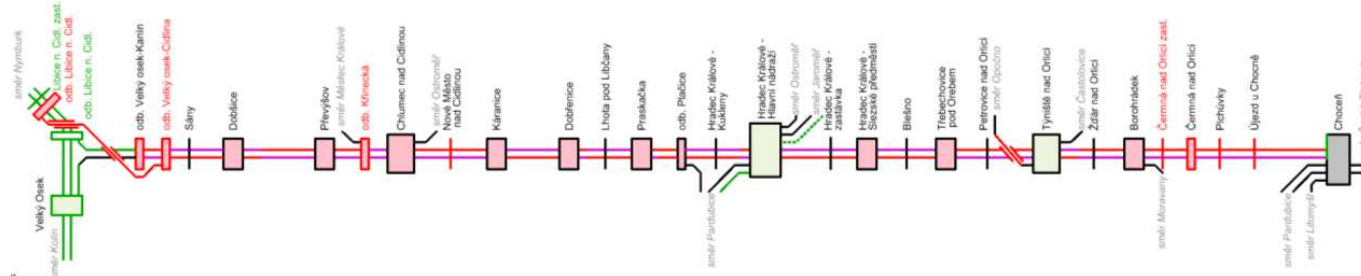 směr Nymburk
Libice n. Cidl. zast.
odb. Libice n. Cidl.
odb. Libice n. Cidl.
Velký Osek
směr Kolín
odb. Velký osek-Kanín
odb. Velký osek-Cidlina
Sány
Dobšice
Převýšov
směr Městec Králové
odb. Křinecká
Chlumec nad Cidlinou
směr Ostroměř
Nové Město
nad Cidlinou
Káranice
Dobřenice
Lhota pod Libčany
Praskačka
odb. Plačice
Hradec Králové -
Kukleny
směr Pardubice
Hradec Králové -
Hlavní nádraží
směr Ostroměř
směr Jaroměř
Hradec Králové -
zastávka
Hradec Králové -
Slezské předměstí
Blešno
Třebechovice
pod Orebem
Petrovice nad Orlicí
směr Opočno
Týniště nad Orlicí
směr Častolovice
Žďár nad Orlicí
Borohrádek
směr Moravany
Čermná nad Orlicí zast.
Čermná nad Orlicí
Plchůvky
Újezd u Chocně
směr Pardubice
směr Litomyšl
Choceň